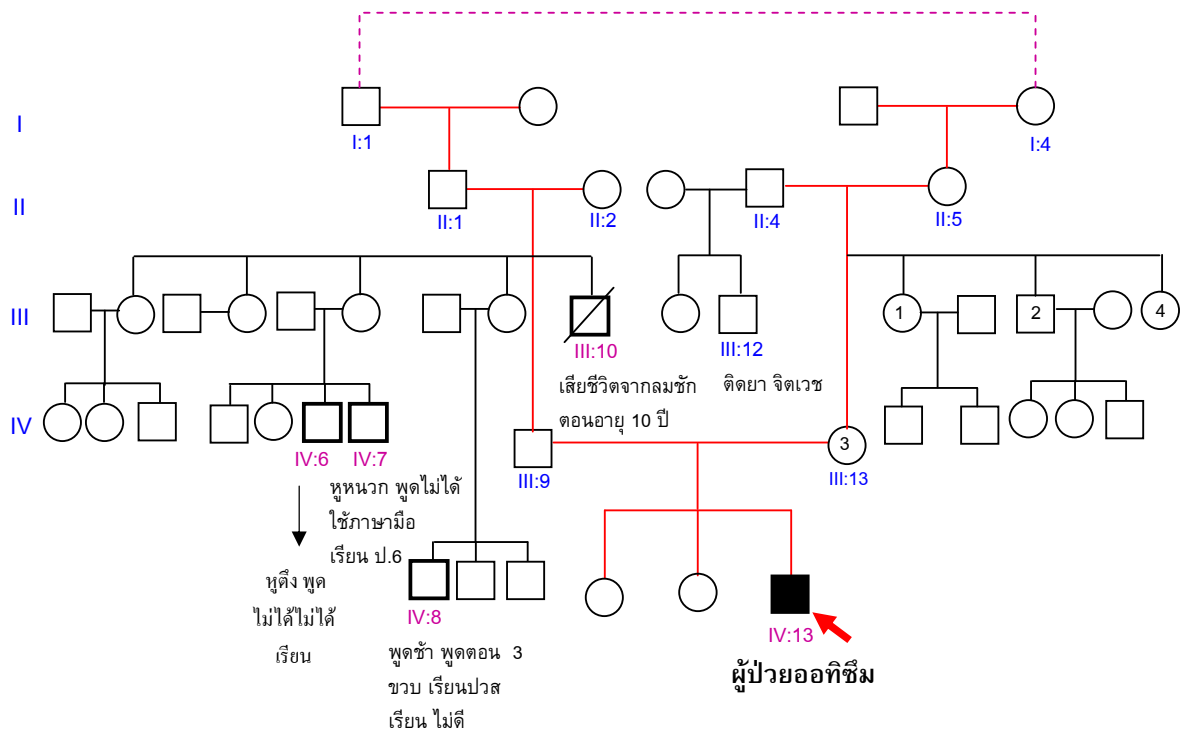 I
I:1
I:4
II
II:1
II:2
II:4
II:5
III
1
2
4
III:10
III:12
เสียชีวิตจากลมชัก
ตอนอายุ 10 ปี
ติดยา จิตเวช
IV
3
IV:6
IV:7
III:9
III:13
หูหนวก พูดไม่ได้
ใช้ภาษามือ
เรียน ป.6
หูตึง พูด
ไม่ได้ไม่ได้
เรียน
IV:8
IV:13
พูดช้า พูดตอน 3
ขวบ เรียนปวส
เรียน ไม่ดี
ผู้ป่วยออทิซึม